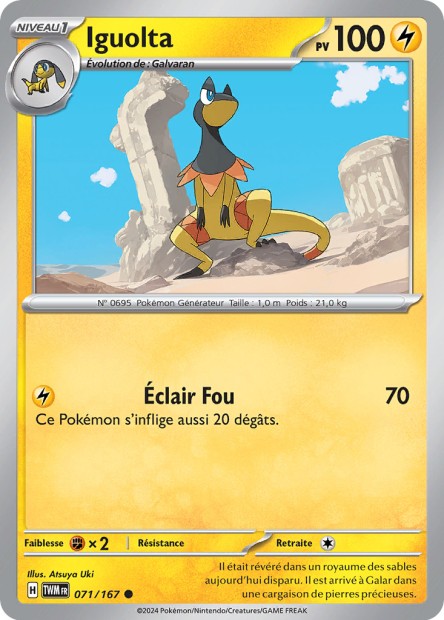 NIVEAU 1
Iguolta
PV 100
Évolution de : Galvaran
N° 0695 Pokémon Générateur Taille : 1,0 m Poids : 21,0 kg
Éclair Fou 70
Ce Pokémon s'inflige aussi 20 dégâts.
Faiblesse ×2 Résistance Retraite
Illus. Atsuya Uki
H TWM FR 071/167
Il était révéré dans un royaume des sables
aujourd'hui disparu. Il est arrivé à Galar dans
une cargaison de pierres précieuses.
©2024 Pokémon/Nintendo/Creatures/GAME FREAK